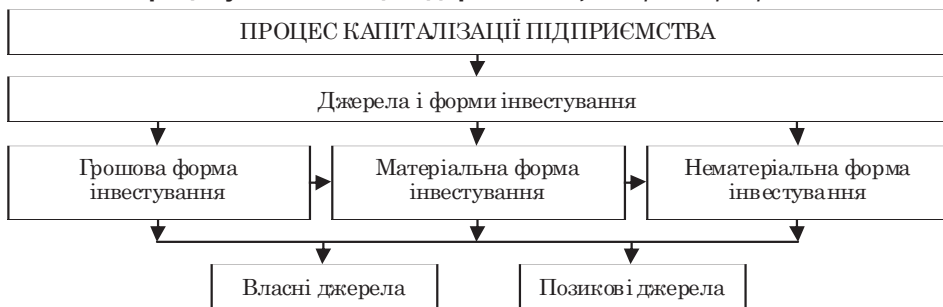 ПРОЦЕС КАПІТАЛІЗАЦІЇ ПІДПРИЄМСТВА
Джерела і форми інвестування
Грошова форма
інвестування
Матеріальна форма
інвестування
Нематеріальна форма
інвестування
Власні джерела
Позикові джерела